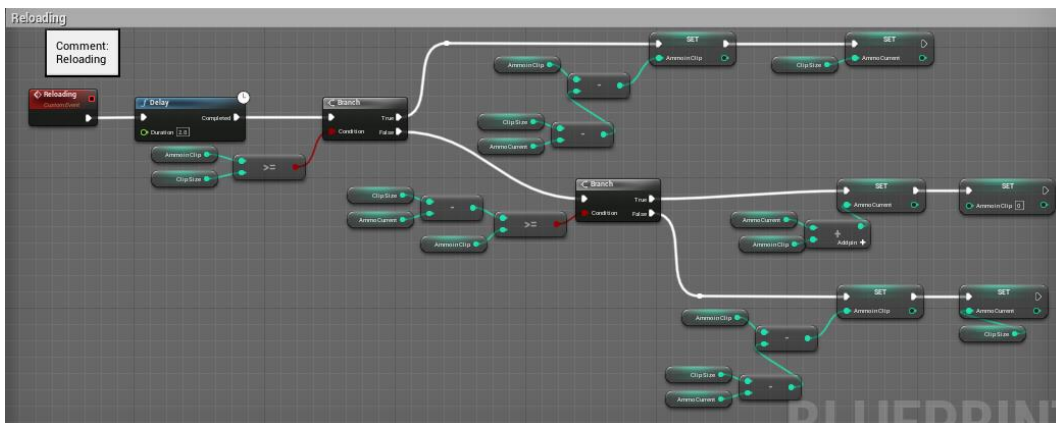 Reloading
Comment:
Reloading
Reloading
Custom Event
Delay
Completed
Duration 2.0
AmmoinClip
ClipSize
>=
Branch
Condition
True
False
AmmoinClip
ClipSize
AmmoCurrent
-
-
SET
AmmoinClip
SET
ClipSize
ClipSize
AmmoCurrent
-
AmmoinClip
>=
Branch
Condition
True
False
AmmoCurrent
AmmoinClip
+
Add pin +
SET
AmmoCurrent
SET
AmmoinClip 0
AmmoinClip
ClipSize
AmmoCurrent
-
-
SET
AmmoinClip
SET
AmmoCurrent
ClipSize
BLUEPRINT